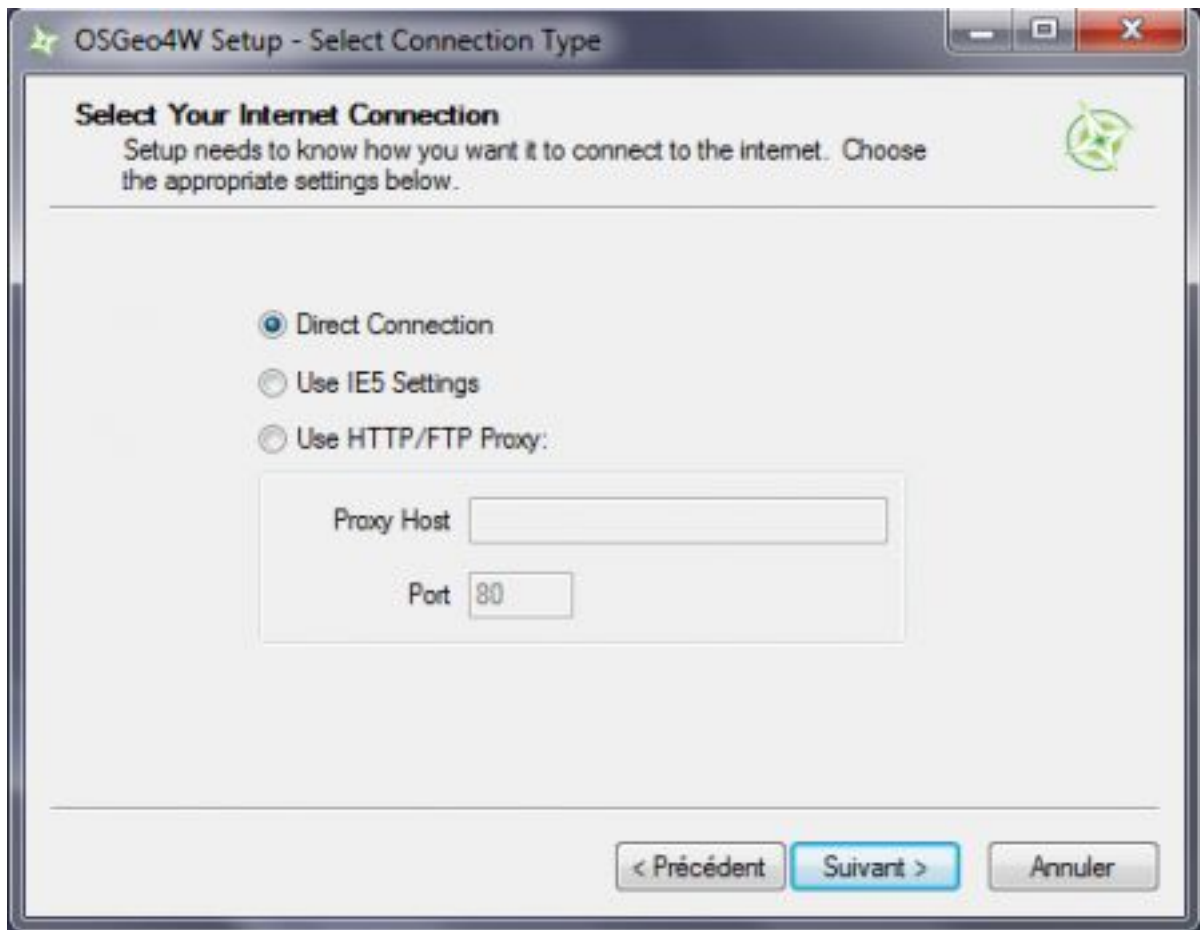 OSGeo4W Setup - Select Connection Type
Select Your Internet Connection
Setup needs to know how you want it to connect to the internet. Choose
the appropriate settings below.
Direct Connection
Use IE5 Settings
Use HTTP/FTP Proxy:
Proxy Host
Port 80
< Précédent Suivant > Annuler